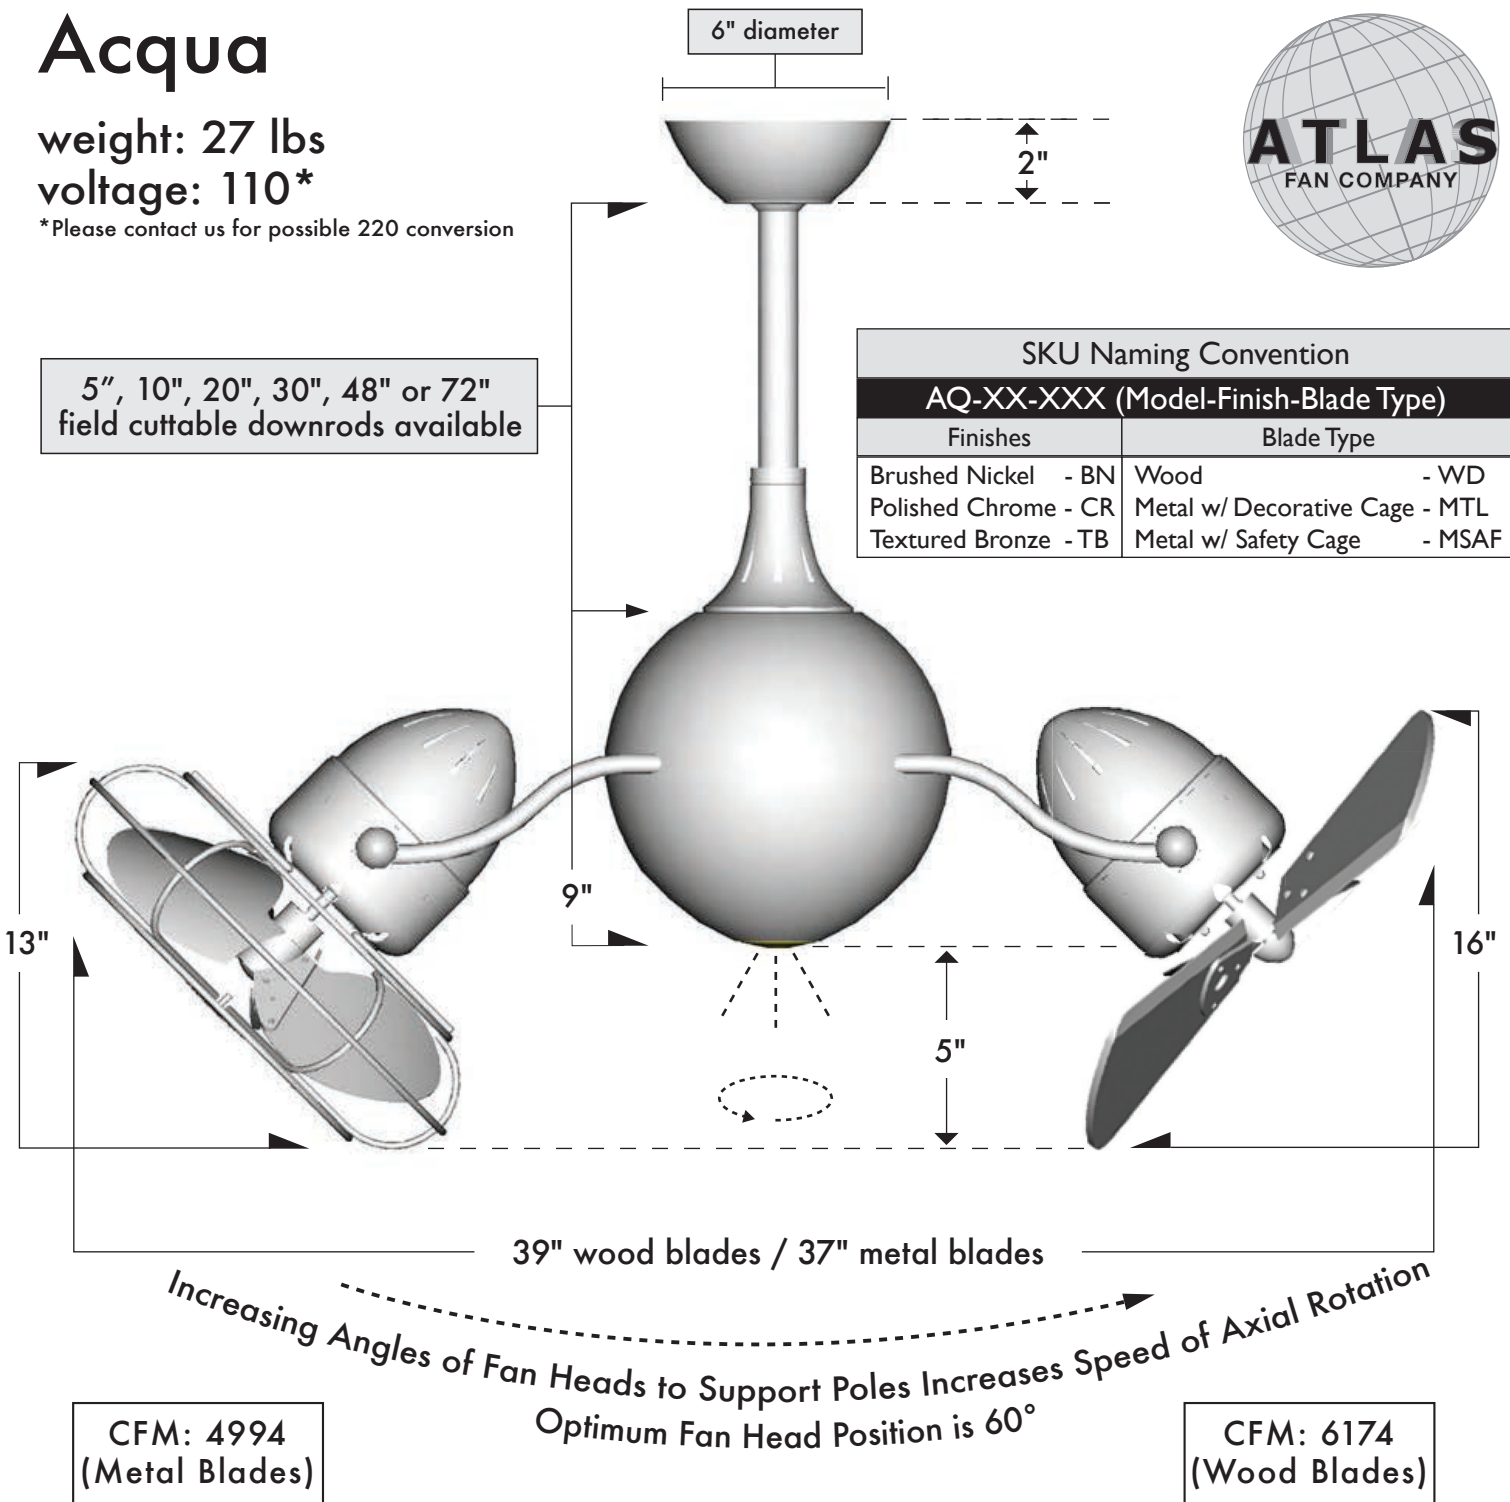 Acqua
weight: 27 lbs
voltage: 110*
*Please contact us for possible 220 conversion
6" diameter
2"
ATLAS
FAN COMPANY
5", 10", 20", 30", 48" or 72"
field cuttable downrods available
SKU Naming Convention
AQ-XX-XXX (Model-Finish-Blade Type)
Finishes Blade Type
Brushed Nickel - BN Wood - WD
Polished Chrome - CR Metal w/ Decorative Cage - MTL
Textured Bronze - TB Metal w/ Safety Cage - MSAF
9"
13"
16"
5"
39" wood blades / 37" metal blades
Increasing Angles of Fan Heads to Support Poles Increases Speed of Axial Rotation
Optimum Fan Head Position is 60°
CFM: 4994
(Metal Blades)
CFM: 6174
(Wood Blades)